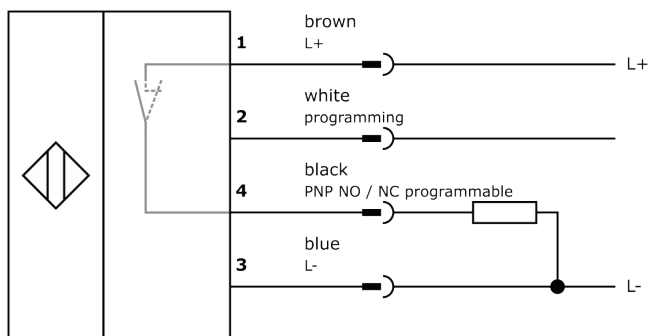 brown
1 L+
L+
white
2 programming
black
4 PNP NO / NC programmable
blue
3 L-
L-